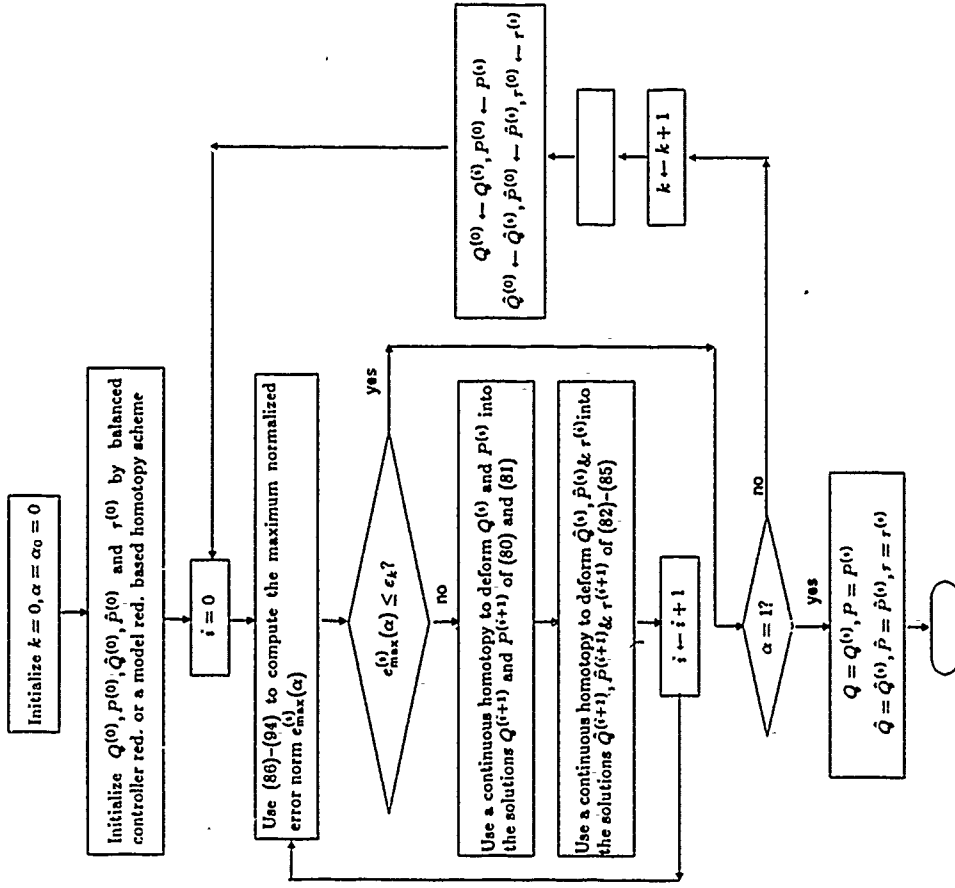 Initialize k = 0, α = α₀ = 0
Initialize Q⁽⁰⁾, P⁽⁰⁾, Q̂⁽⁰⁾, P̂⁽⁰⁾ and τ⁽⁰⁾ by balanced
controller red. or a model red. based homotopy scheme
i = 0
Use (86)–(94) to compute the maximum normalized
error norm e⁽ⁱ⁾max(α)
e⁽ⁱ⁾max(α) ≤ εₖ?
yes
no
Use a continuous homotopy to deform Q⁽ⁱ⁾ and P⁽ⁱ⁾ into
the solutions Q⁽ⁱ⁺¹⁾ and P⁽ⁱ⁺¹⁾ of (80) and (81)
Use a continuous homotopy to deform Q̂⁽ⁱ⁾, P̂⁽ⁱ⁾ & τ⁽ⁱ⁾ into
the solutions Q̂⁽ⁱ⁺¹⁾, P̂⁽ⁱ⁺¹⁾ & τ⁽ⁱ⁺¹⁾ of (82)–(85)
i ← i + 1
α = 1?
no
yes
Q = Q⁽ⁱ⁾, P = P⁽ⁱ⁾
Q̂ = Q̂⁽ⁱ⁾, P̂ = P̂⁽ⁱ⁾, τ = τ⁽ⁱ⁾
k ← k + 1
Q⁽⁰⁾ ← Q⁽ⁱ⁾, P⁽⁰⁾ ← P⁽ⁱ⁾
Q̂⁽⁰⁾ ← Q̂⁽ⁱ⁾, P̂⁽⁰⁾ ← P̂⁽ⁱ⁾, τ⁽⁰⁾ ← τ⁽ⁱ⁾